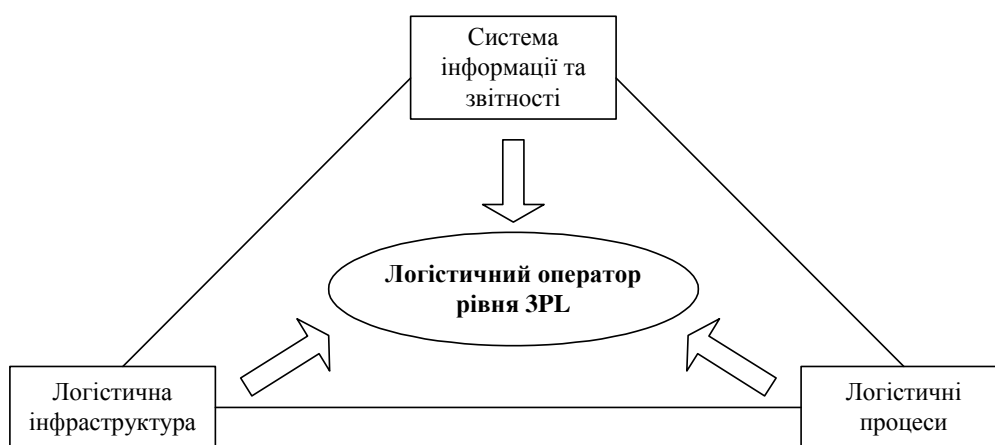 Система
інформації та
звітності
Логістичний оператор
рівня 3PL
Логістична
інфраструктура
Логістичні
процеси